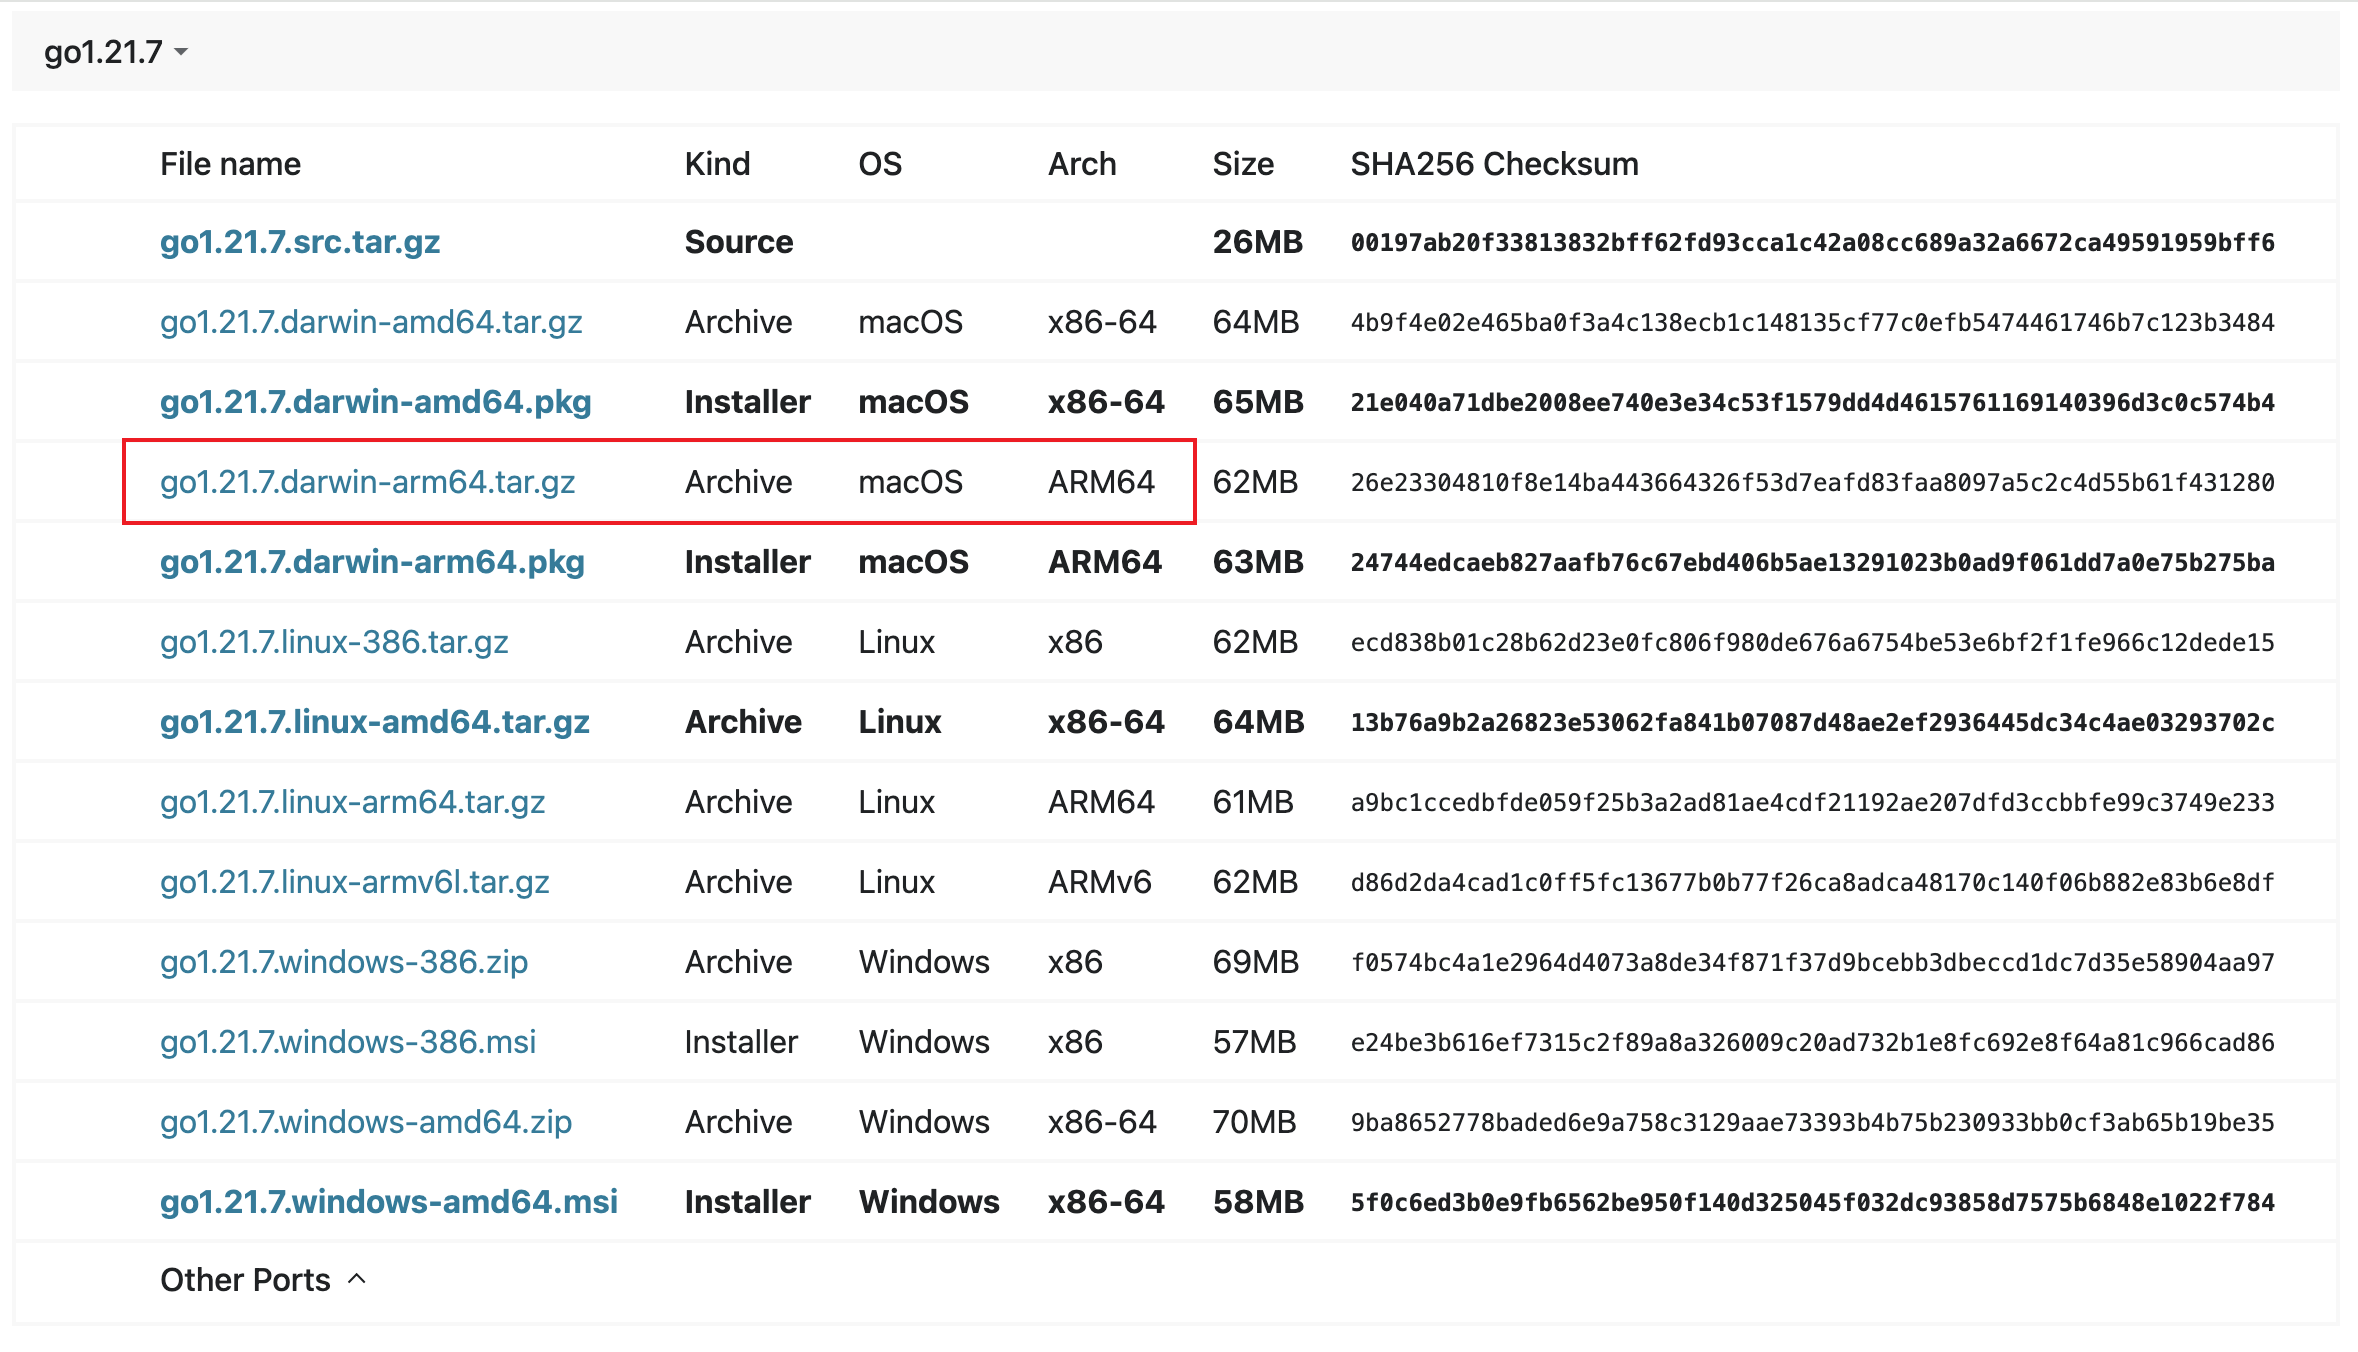 go1.21.7
File name Kind OS Arch Size SHA256 Checksum
go1.21.7.src.tar.gz Source 26MB 00197ab20f33813832bff62fd93cca1c42a08cc689a32a6672ca49591959bff6
go1.21.7.darwin-amd64.tar.gz Archive macOS x86-64 64MB 4b9f4e02e465ba0f3a4c138ecb1c148135cf77c0efb5474461746b7c123b3484
go1.21.7.darwin-amd64.pkg Installer macOS x86-64 65MB 21e040a71dbe2008ee740e3e34c53f1579dd4d4615761169140396d3c0c574b4
go1.21.7.darwin-arm64.tar.gz Archive macOS ARM64 62MB 26e23304810f8e14ba443664326f53d7eafd83faa8097a5c2c4d55b61f431280
go1.21.7.darwin-arm64.pkg Installer macOS ARM64 63MB 24744edcaeb827aafb76c67ebd406b5ae13291023b0ad9f061dd7a0e75b275ba
go1.21.7.linux-386.tar.gz Archive Linux x86 62MB ecd838b01c28b62d23e0fc806f980de676a6754be53e6bf2f1fe966c12dede15
go1.21.7.linux-amd64.tar.gz Archive Linux x86-64 64MB 13b76a9b2a26823e53062fa841b07087d48ae2ef2936445dc34c4ae03293702c
go1.21.7.linux-arm64.tar.gz Archive Linux ARM64 61MB a9bc1ccedbfde059f25b3a2ad81ae4cdf21192ae207dfd3ccbbfe99c3749e233
go1.21.7.linux-armv6l.tar.gz Archive Linux ARMv6 62MB d86d2da4cad1c0ff5fc13677b0b77f26ca8adca48170c140f06b882e83b6e8df
go1.21.7.windows-386.zip Archive Windows x86 69MB f0574bc4a1e2964d4073a8de34f871f37d9bcebb3dbeccd1dc7d35e58904aa97
go1.21.7.windows-386.msi Installer Windows x86 57MB e24be3b616ef7315c2f89a8a326009c20ad732b1e8fc692e8f64a81c966cad86
go1.21.7.windows-amd64.zip Archive Windows x86-64 70MB 9ba8652778baded6e9a758c3129aae73393b4b75b230933bb0cf3ab65b19be35
go1.21.7.windows-amd64.msi Installer Windows x86-64 58MB 5f0c6ed3b0e9fb6562be950f140d325045f032dc93858d7575b6848e1022f784
Other Ports